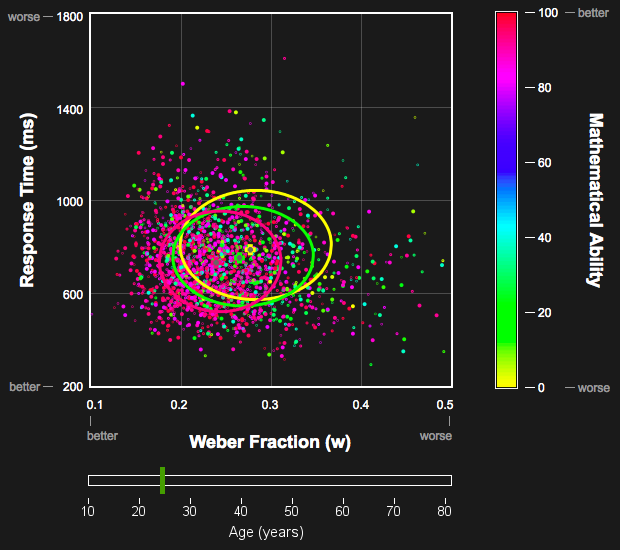 worse
1800
1400
1000
600
better
200
Response Time (ms)
0.1
0.2
0.3
0.4
0.5
better
worse
Weber Fraction (w)
10
20
30
40
50
60
70
80
Age (years)
100
better
80
60
40
20
0
worse
Mathematical Ability